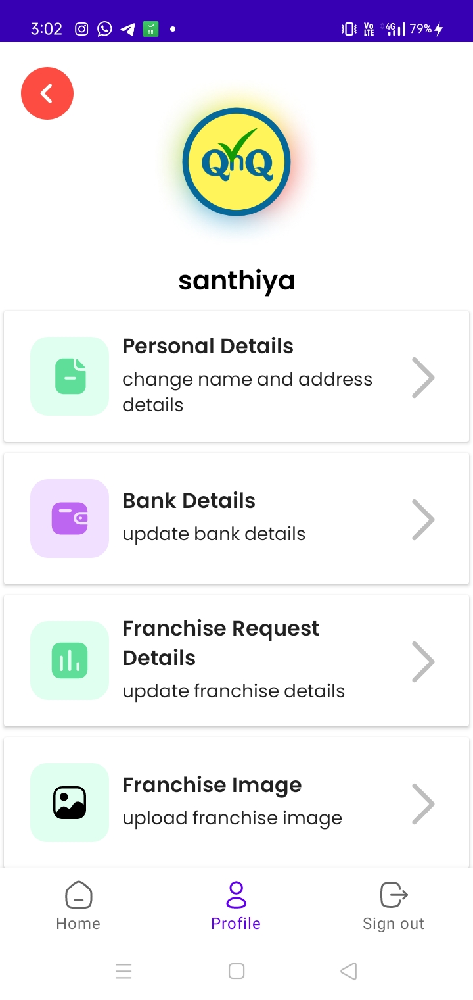 3:02
VO
LTE
4G
79%
QnQ
santhiya
Personal Details
change name and address
details
Bank Details
update bank details
Franchise Request
Details
update franchise details
Franchise Image
upload franchise image
Home
Profile
Sign out